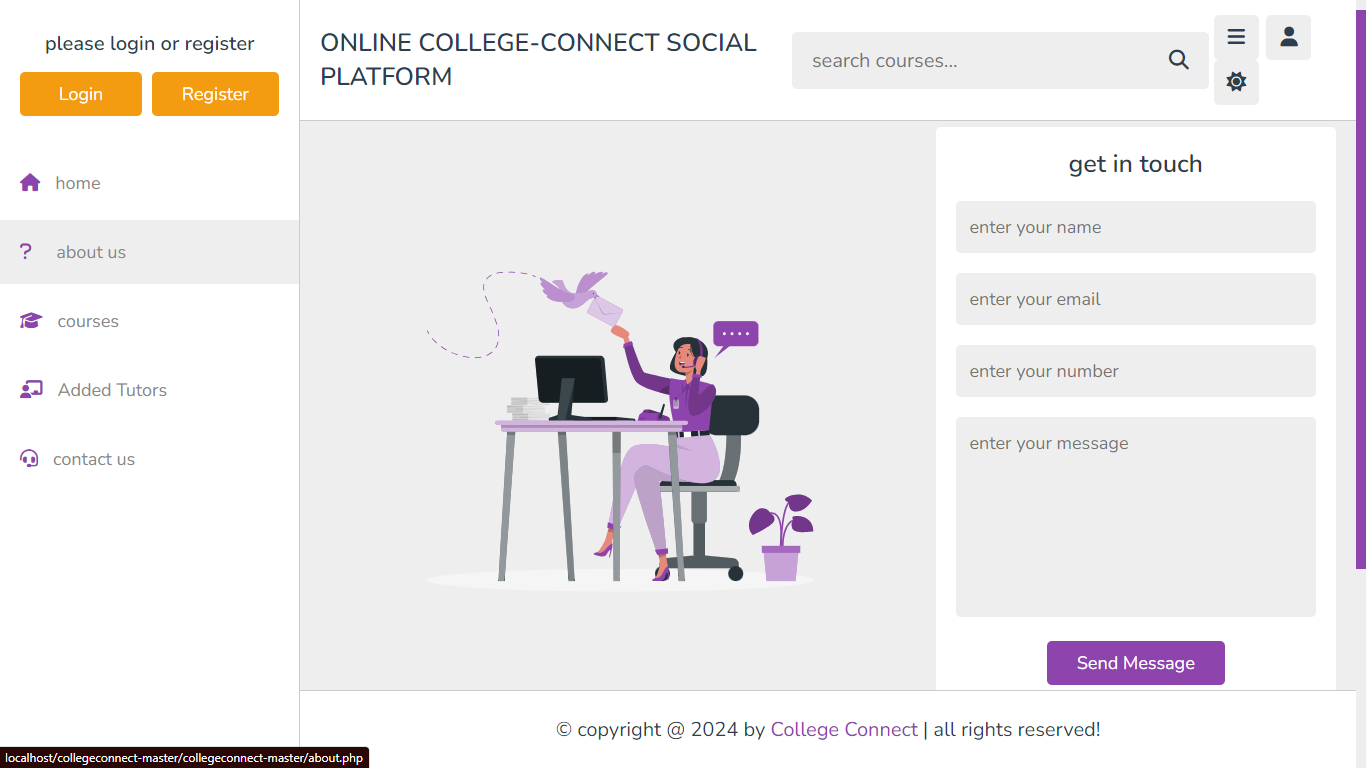 please login or register
Login
Register
home
? about us
courses
Added Tutors
contact us
ONLINE COLLEGE-CONNECT SOCIAL
PLATFORM
search courses...
get in touch
enter your name
enter your email
enter your number
enter your message
Send Message
© copyright @ 2024 by College Connect | all rights reserved!
localhost/collegeconnect-master/collegeconnect-master/about.php